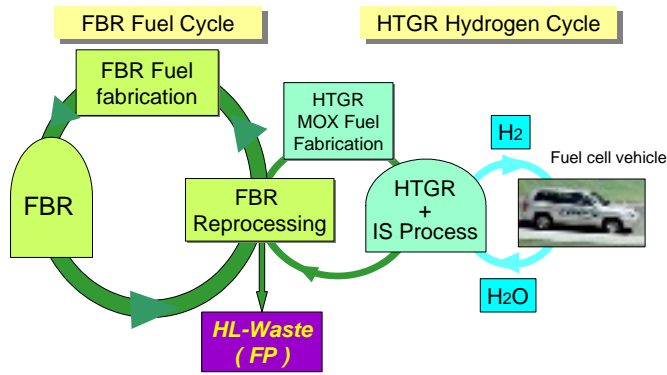 FBR Fuel Cycle
HTGR Hydrogen Cycle
FBR Fuel
fabrication
HTGR
MOX Fuel
Fabrication
H2
Fuel cell vehicle
FBR
FBR
Reprocessing
HTGR
+
IS Process
H2O
HL-Waste
( FP )